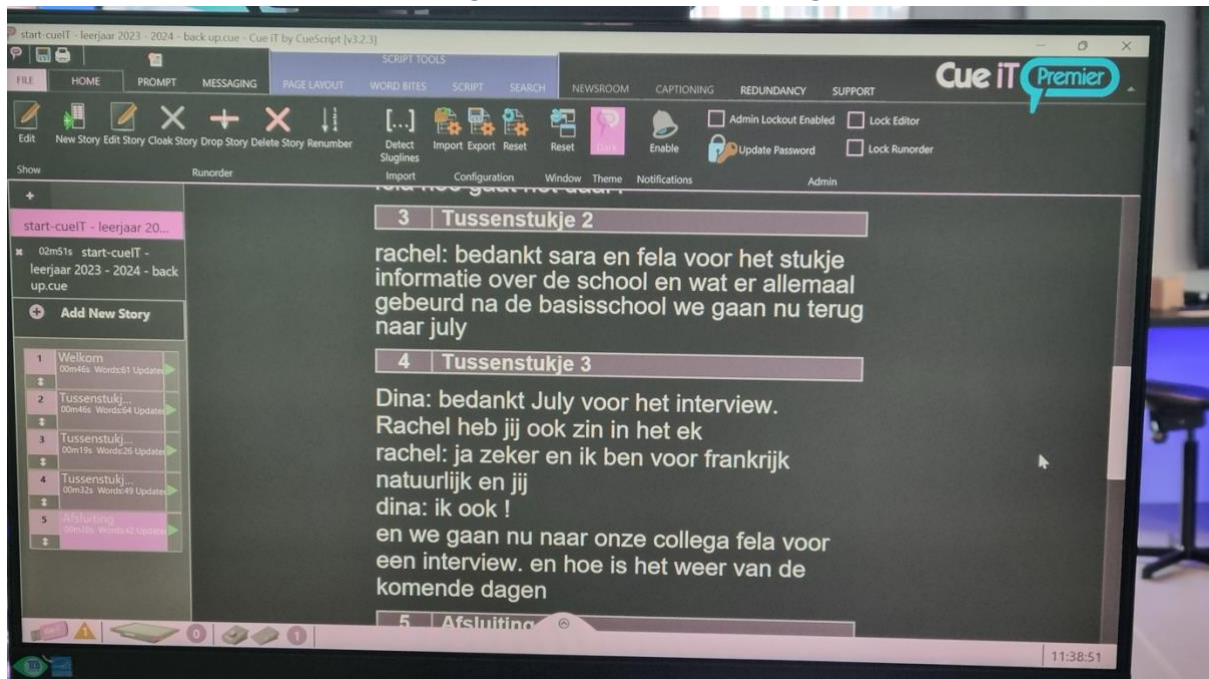 start-cueIT - leerjaar 2023 - 2024 - back up.cue - Cue iT by CueScript [v3.2.3]
SCRIPT TOOLS
FILE HOME PROMPT MESSAGING PAGE LAYOUT WORD BITES SCRIPT SEARCH NEWSROOM CAPTIONING REDUNDANCY SUPPORT
Cue iT Premier
Edit New Story Edit Story Cloak Story Drop Story Delete Story Renumber
[...] Detect Sluglines
Import Export Reset
Reset
Dark
Enable
Admin Lockout Enabled Lock Editor
Update Password Lock Runorder
Show Runorder Import Configuration Window Theme Notifications Admin
+
start-cueIT - leerjaar 20...
02m51s start-cueIT -
leerjaar 2023 - 2024 - back
up.cue
Add New Story
1 Welkom
00m46s Words:61 Updated
2 Tussenstukj...
00m46s Words:64 Updated
3 Tussenstukj...
00m19s Words:26 Updated
4 Tussenstukj...
00m32s Words:49 Updated
5 Afsluiting
Words:42 Updated
3 Tussenstukje 2
rachel: bedankt sara en fela voor het stukje
informatie over de school en wat er allemaal
gebeurd na de basisschool we gaan nu terug
naar july
4 Tussenstukje 3
Dina: bedankt July voor het interview.
Rachel heb jij ook zin in het ek
rachel: ja zeker en ik ben voor frankrijk
natuurlijk en jij
dina: ik ook !
en we gaan nu naar onze collega fela voor
een interview. en hoe is het weer van de
komende dagen
5 Afsluiting
0 1
11:38:51